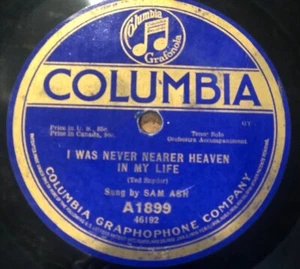 Columbia
Grafonola
COLUMBIA
Price in U. S., 85c.
Price in Canada, 85c.
Tenor Solo
Orchestra Accompaniment
I WAS NEVER NEARER HEAVEN
IN MY LIFE
(Ted Snyder)
Sung by SAM ASH
A1899
46192
COLUMBIA GRAPHOPHONE COMPANY